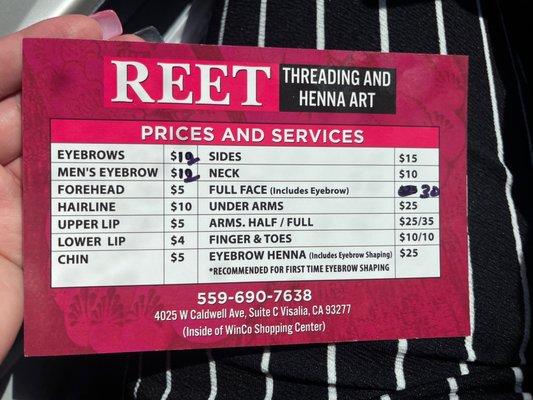 REET THREADING AND
HENNA ART
PRICES AND SERVICES
EYEBROWS $12 SIDES $15
MEN'S EYEBROW $12 NECK $10
FOREHEAD $5 FULL FACE (Includes Eyebrow) 30
HAIRLINE $10 UNDER ARMS $25
UPPER LIP $5 ARMS. HALF / FULL $25/35
LOWER LIP $4 FINGER & TOES $10/10
CHIN $5 EYEBROW HENNA (Includes Eyebrow Shaping) $25
*RECOMMENDED FOR FIRST TIME EYEBROW SHAPING
559-690-7638
4025 W Caldwell Ave, Suite C Visalia, CA 93277
(Inside of WinCo Shopping Center)